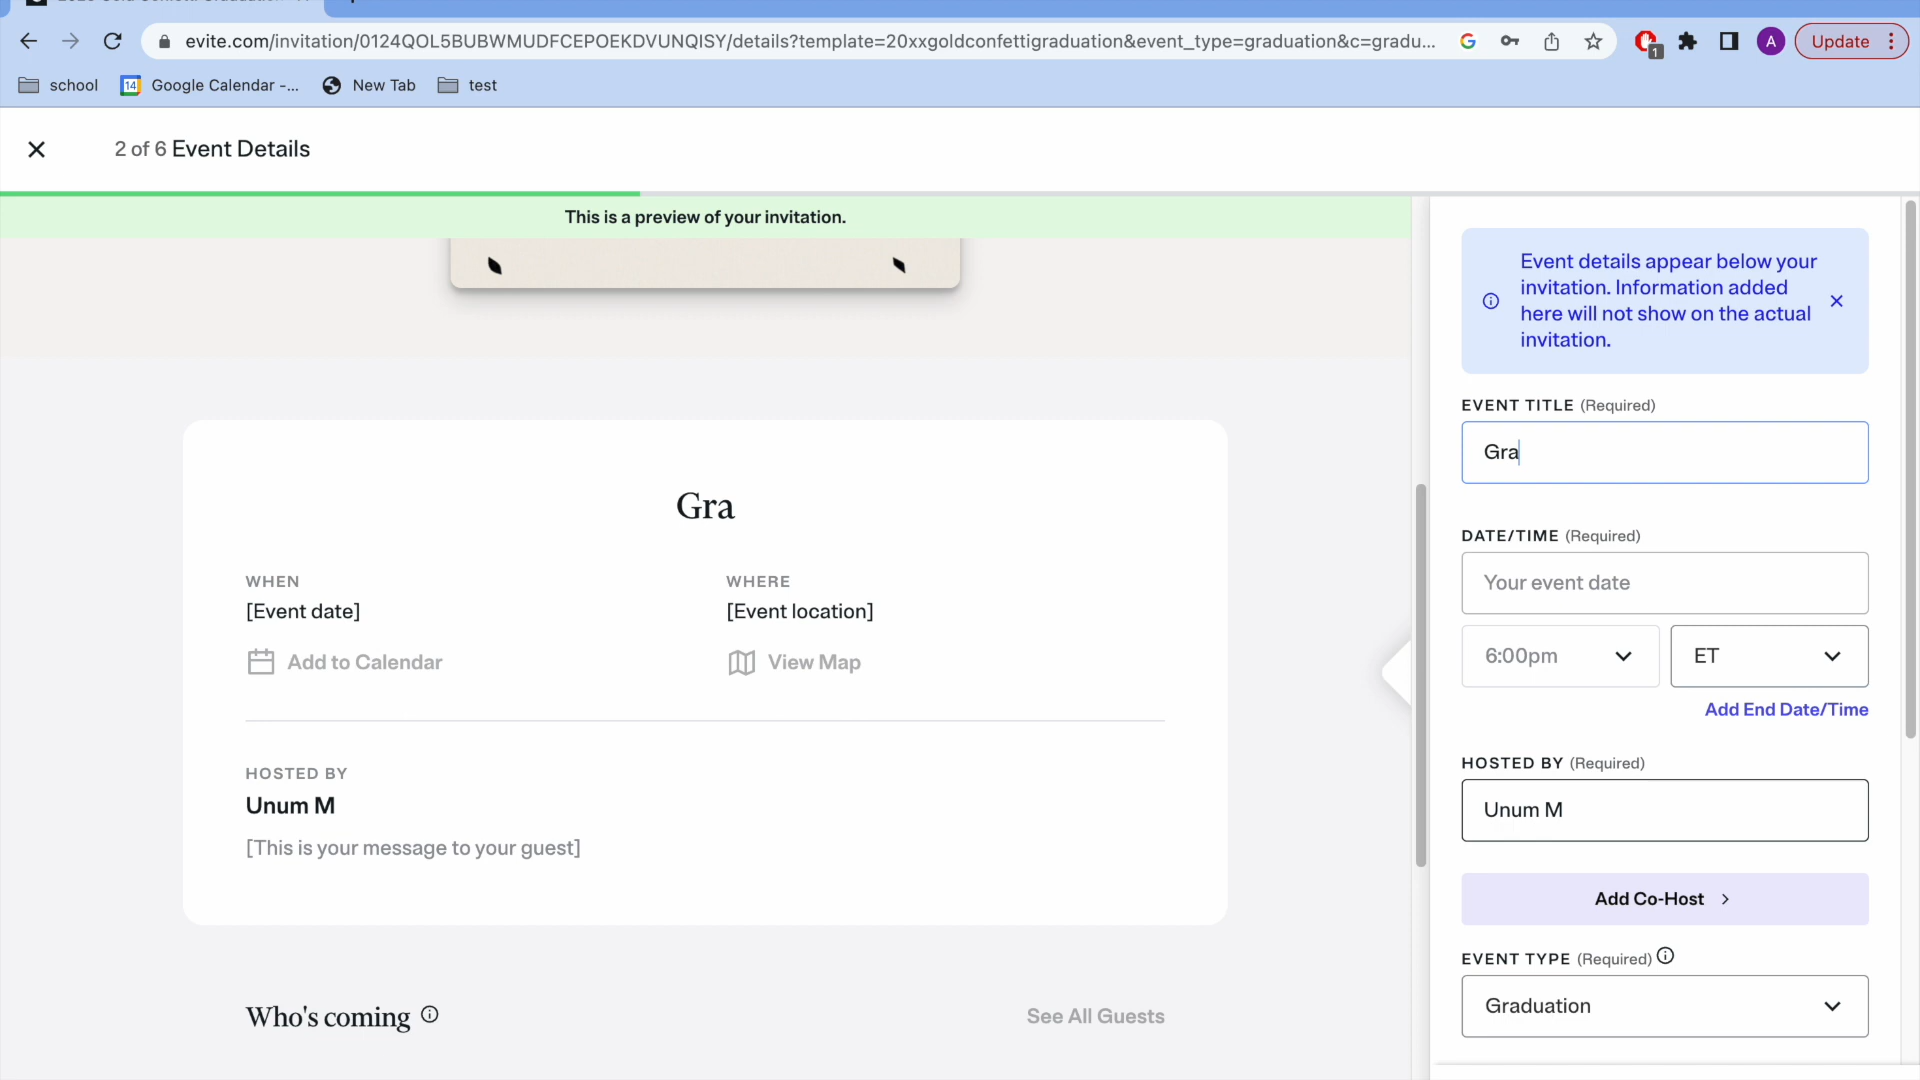 evite.com/invitation/0124QOL5BUBWMUDFCEPOEKDVUNQISY/details?template=20xxgoldconfettigraduation&event_type=graduation&c=gradu...
1
A
Update
school
14
Google Calendar -...
New Tab
test
2 of 6 Event Details
This is a preview of your invitation.
Gra
WHEN
[Event date]
Add to Calendar
WHERE
[Event location]
View Map
HOSTED BY
Unum M
[This is your message to your guest]
Who's coming
See All Guests
Event details appear below your
invitation. Information added
here will not show on the actual
invitation.
EVENT TITLE (Required)
Gra
DATE/TIME (Required)
Your event date
6:00pm
ET
Add End Date/Time
HOSTED BY (Required)
Unum M
Add Co-Host
EVENT TYPE (Required)
Graduation